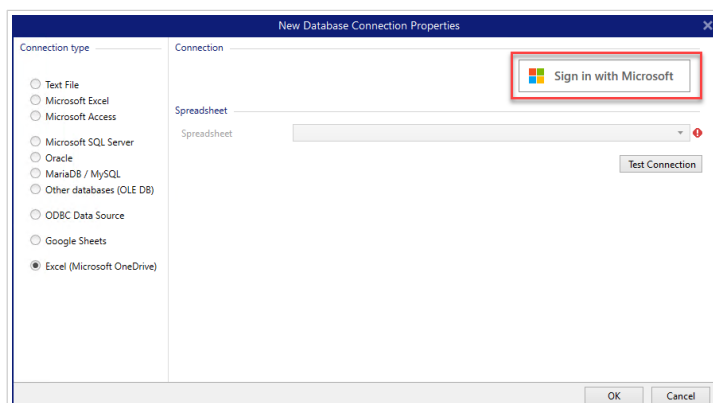 New Database Connection Properties
Connection type
Text File
Microsoft Excel
Microsoft Access
Microsoft SQL Server
Oracle
MariaDB / MySQL
Other databases (OLE DB)
ODBC Data Source
Google Sheets
Excel (Microsoft OneDrive)
Connection
Sign in with Microsoft
Spreadsheet
Spreadsheet
Test Connection
OK
Cancel